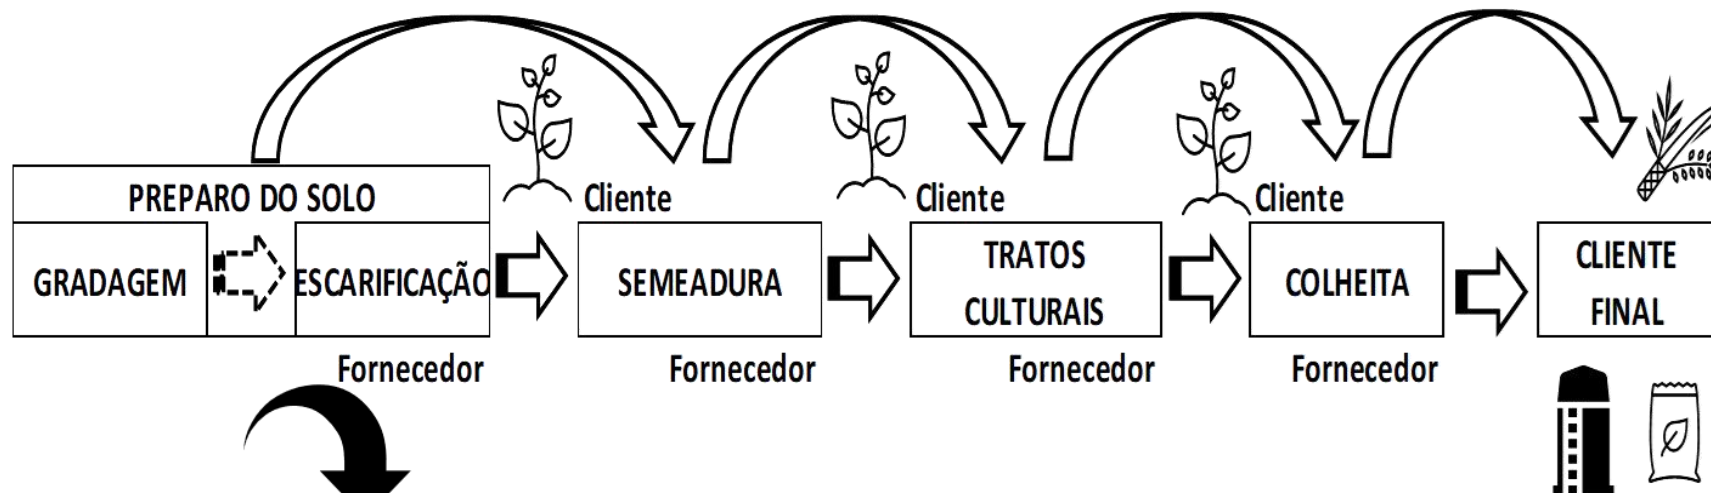 PREPARO DO SOLO
Cliente
Cliente
Cliente
GRADAGEM
ESCARIFICAÇÃO
SEMEADURA
TRATOS
CULTURAIS
COLHEITA
CLIENTE
FINAL
Fornecedor
Fornecedor
Fornecedor
Fornecedor